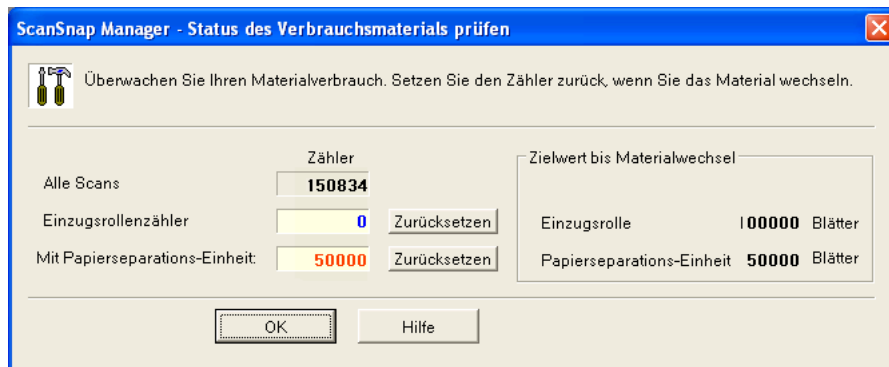 ScanSnap Manager - Status des Verbrauchsmaterials prüfen
Überwachen Sie Ihren Materialverbrauch. Setzen Sie den Zähler zurück, wenn Sie das Material wechseln.
Zähler
Alle Scans 150834
Einzugsrollenzähler 0 Zurücksetzen
Mit Papierseparations-Einheit: 50000 Zurücksetzen
Zielwert bis Materialwechsel
Einzugsrolle 100000 Blätter
Papierseparations-Einheit 50000 Blätter
OK Hilfe